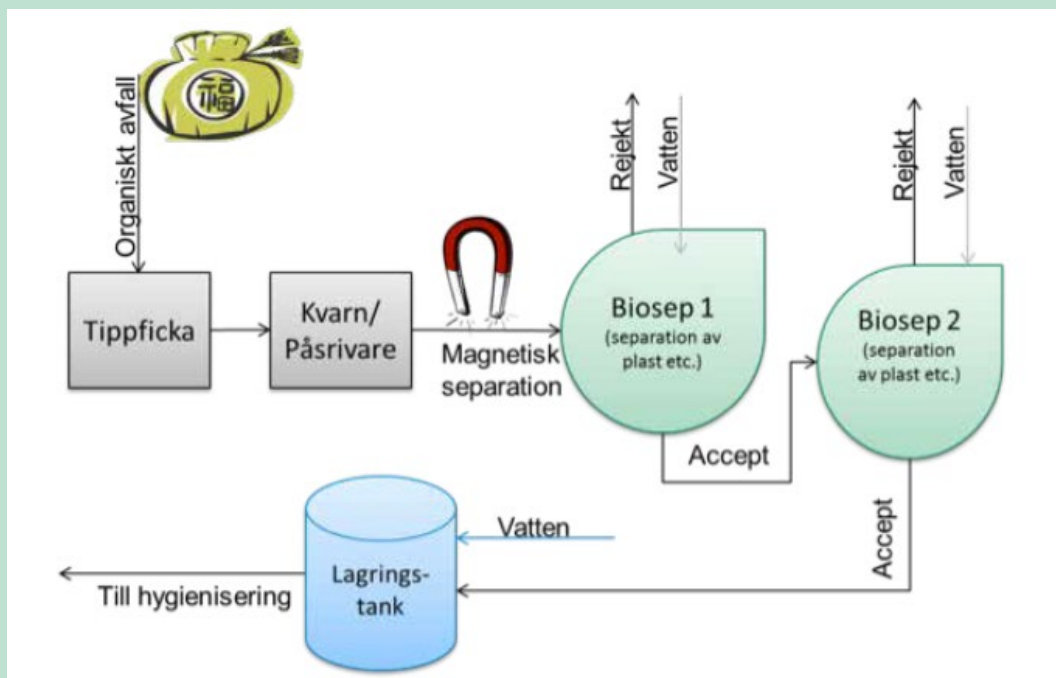 福
Organiskt avfall
Tippficka
Kvarn/
Påsrivare
Magnetisk
separation
Rejekt
Vatten
Biosep 1
(separation av
plast etc.)
Accept
Rejekt
Vatten
Biosep 2
(separation
av plast etc.)
Accept
Vatten
Lagrings-
tank
Till hygienisering